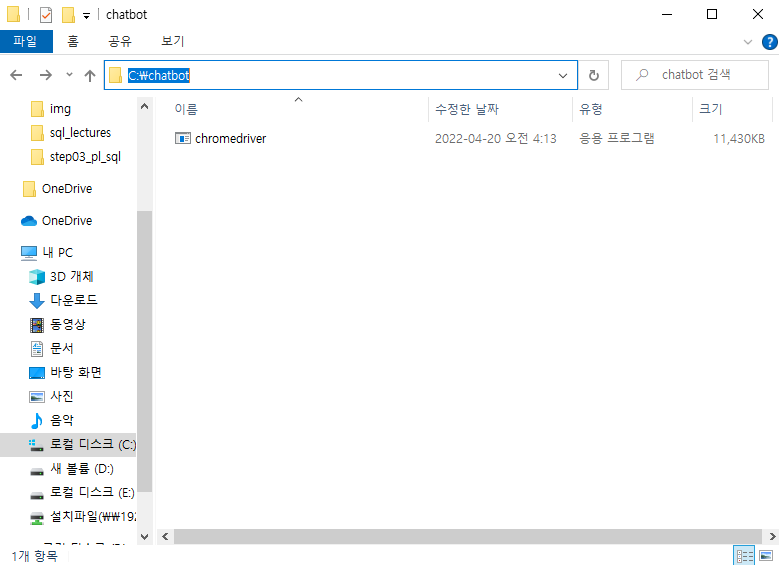 chatbot
파일 홈 공유 보기
C:\chatbot
chatbot 검색
이름 수정한 날짜 유형 크기
chromedriver 2022-04-20 오전 4:13 응용 프로그램 11,430KB
img
sql_lectures
step03_pl_sql
OneDrive
OneDrive
내 PC
3D 개체
다운로드
동영상
문서
바탕 화면
사진
음악
로컬 디스크 (C:)
새 볼륨 (D:)
로컬 디스크 (E:)
설치파일(\\192
1개 항목